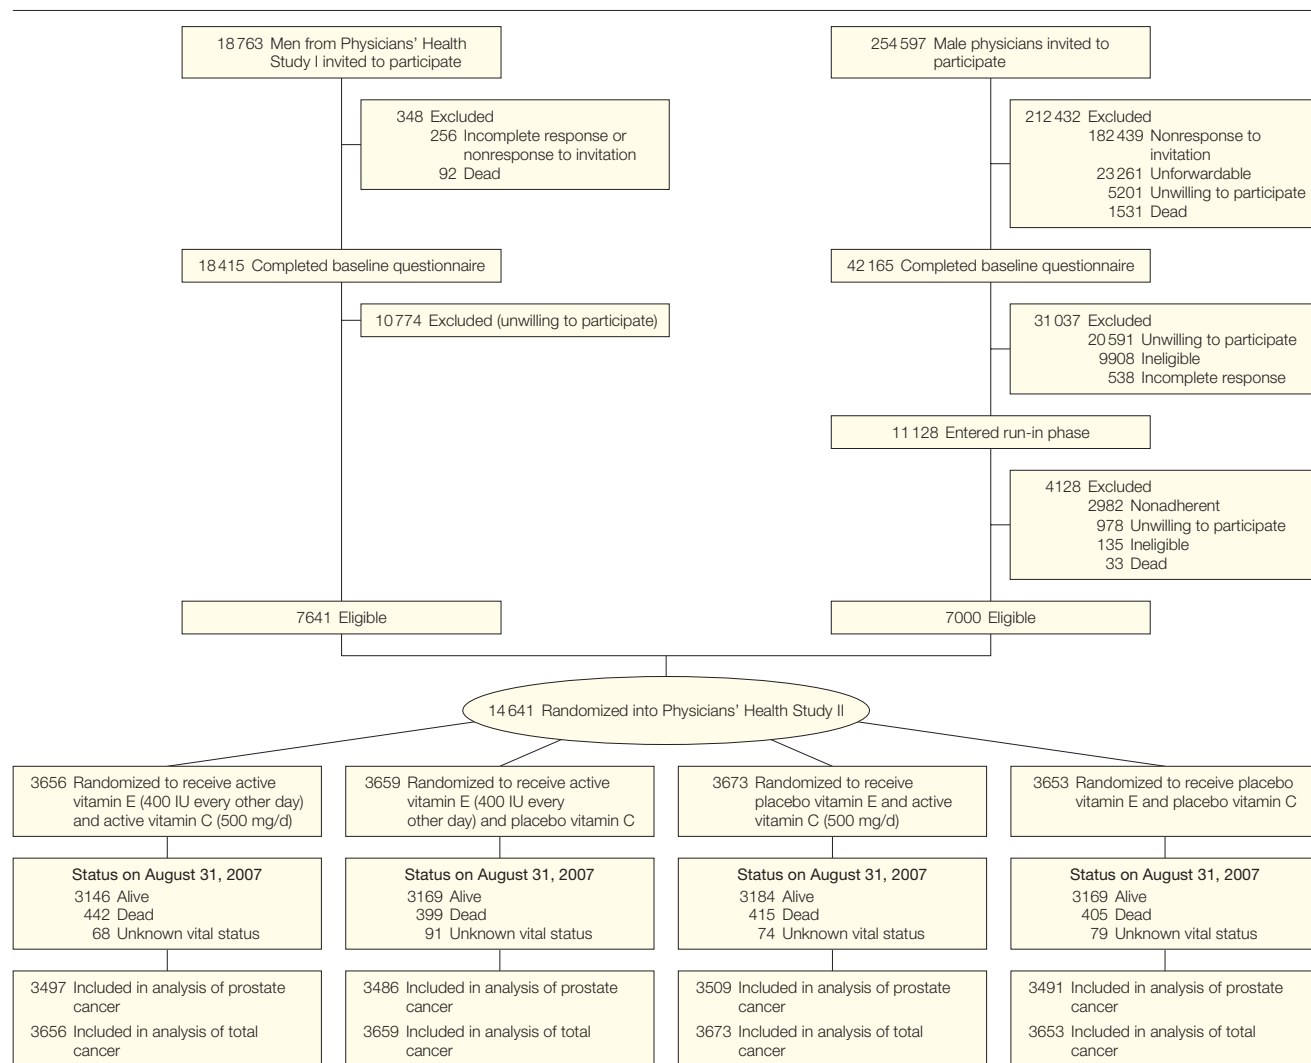 18 763 Men from Physicians’ Health
Study I invited to participate
254 597 Male physicians invited to
participate
348 Excluded
256 Incomplete response or
nonresponse to invitation
92 Dead
212 432 Excluded
182 439 Nonresponse to
invitation
23 261 Unforwardable
5201 Unwilling to participate
1531 Dead
18 415 Completed baseline questionnaire
42 165 Completed baseline questionnaire
10 774 Excluded (unwilling to participate)
31 037 Excluded
20 591 Unwilling to participate
9908 Ineligible
538 Incomplete response
11 128 Entered run-in phase
4128 Excluded
2982 Nonadherent
978 Unwilling to participate
135 Ineligible
33 Dead
7641 Eligible
7000 Eligible
14 641 Randomized into Physicians’ Health Study II
3656 Randomized to receive active
vitamin E (400 IU every other day)
and active vitamin C (500 mg/d)
3659 Randomized to receive active
vitamin E (400 IU every
other day) and placebo vitamin C
3673 Randomized to receive
placebo vitamin E and active
vitamin C (500 mg/d)
3653 Randomized to receive placebo
vitamin E and placebo vitamin C
Status on August 31, 2007
3146 Alive
442 Dead
68 Unknown vital status
Status on August 31, 2007
3169 Alive
399 Dead
91 Unknown vital status
Status on August 31, 2007
3184 Alive
415 Dead
74 Unknown vital status
Status on August 31, 2007
3169 Alive
405 Dead
79 Unknown vital status
3497 Included in analysis of prostate
cancer
3656 Included in analysis of total
cancer
3486 Included in analysis of prostate
cancer
3659 Included in analysis of total
cancer
3509 Included in analysis of prostate
cancer
3673 Included in analysis of total
cancer
3491 Included in analysis of prostate
cancer
3653 Included in analysis of total
cancer